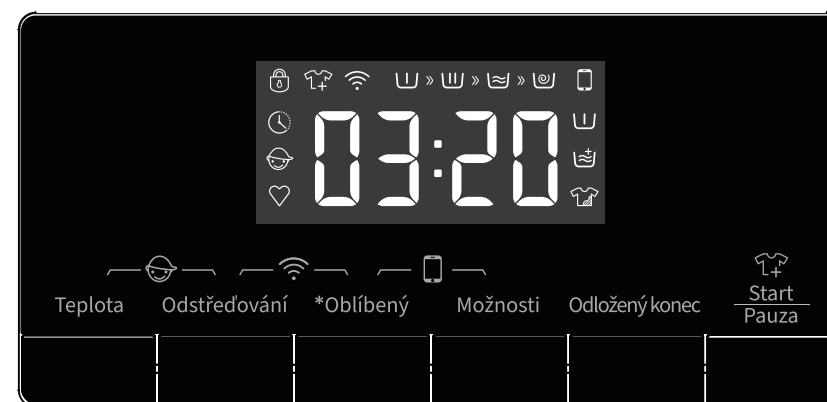 03:20
Teplota
Odstřeďování
*Oblíbený
Možnosti
Odložený konec
Start
Pauza